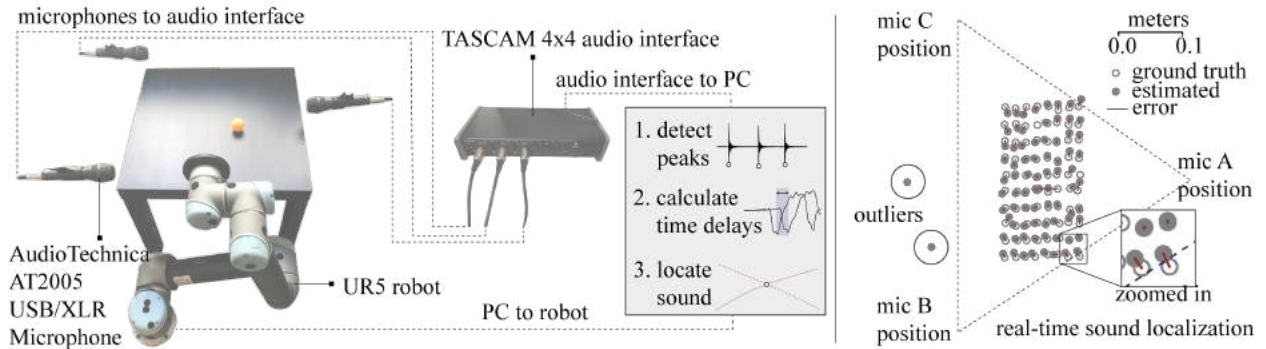 microphones to audio interface
TASCAM 4x4 audio interface
audio interface to PC
1. detect
peaks
2. calculate
time delays
3. locate
sound
AudioTechnica
AT2005
USB/XLR
Microphone
UR5 robot
PC to robot
mic C
position
meters
0.0 0.1
ground truth
estimated
error
mic A
position
outliers
zoomed in
mic B
position
real-time sound localization